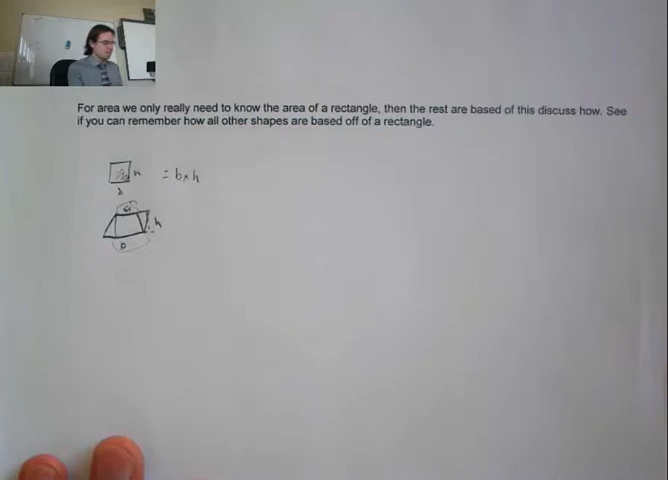 For area we only really need to know the area of a rectangle, then the rest are based of this discuss how. See
if you can remember how all other shapes are based off of a rectangle.
h = b x h
b
a
h
b